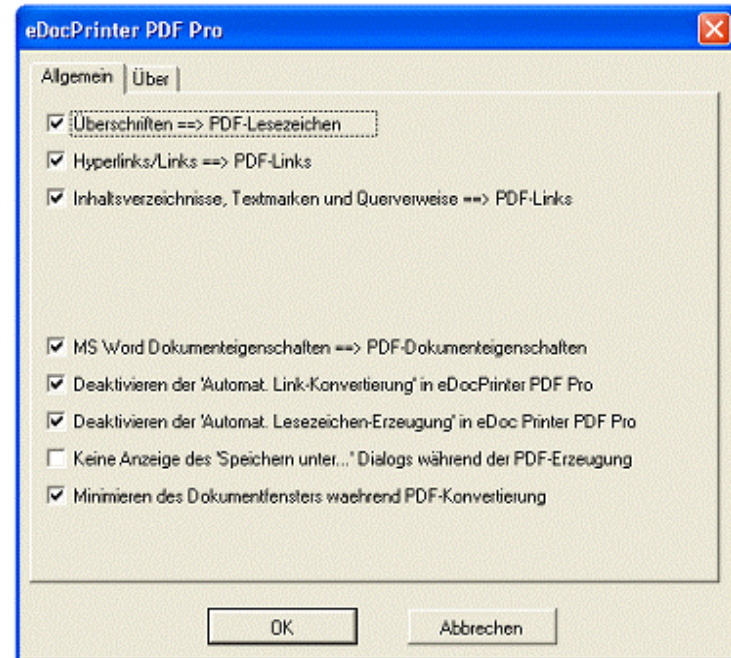 eDocPrinter PDF Pro
Allgemein Über
Überschriften ==> PDF-Lesezeichen
Hyperlinks/Links ==> PDF-Links
Inhaltsverzeichnisse, Textmarken und Querverweise ==> PDF-Links
MS Word Dokumenteigenschaften ==> PDF-Dokumenteigenschaften
Deaktivieren der 'Automat. Link-Konvertierung' in eDocPrinter PDF Pro
Deaktivieren der 'Automat. Lesezeichen-Erzeugung' in eDoc Printer PDF Pro
Keine Anzeige des 'Speichern unter...' Dialogs während der PDF-Erzeugung
Minimieren des Dokumentfensters waehrend PDF-Konvertierung
OK Abbrechen